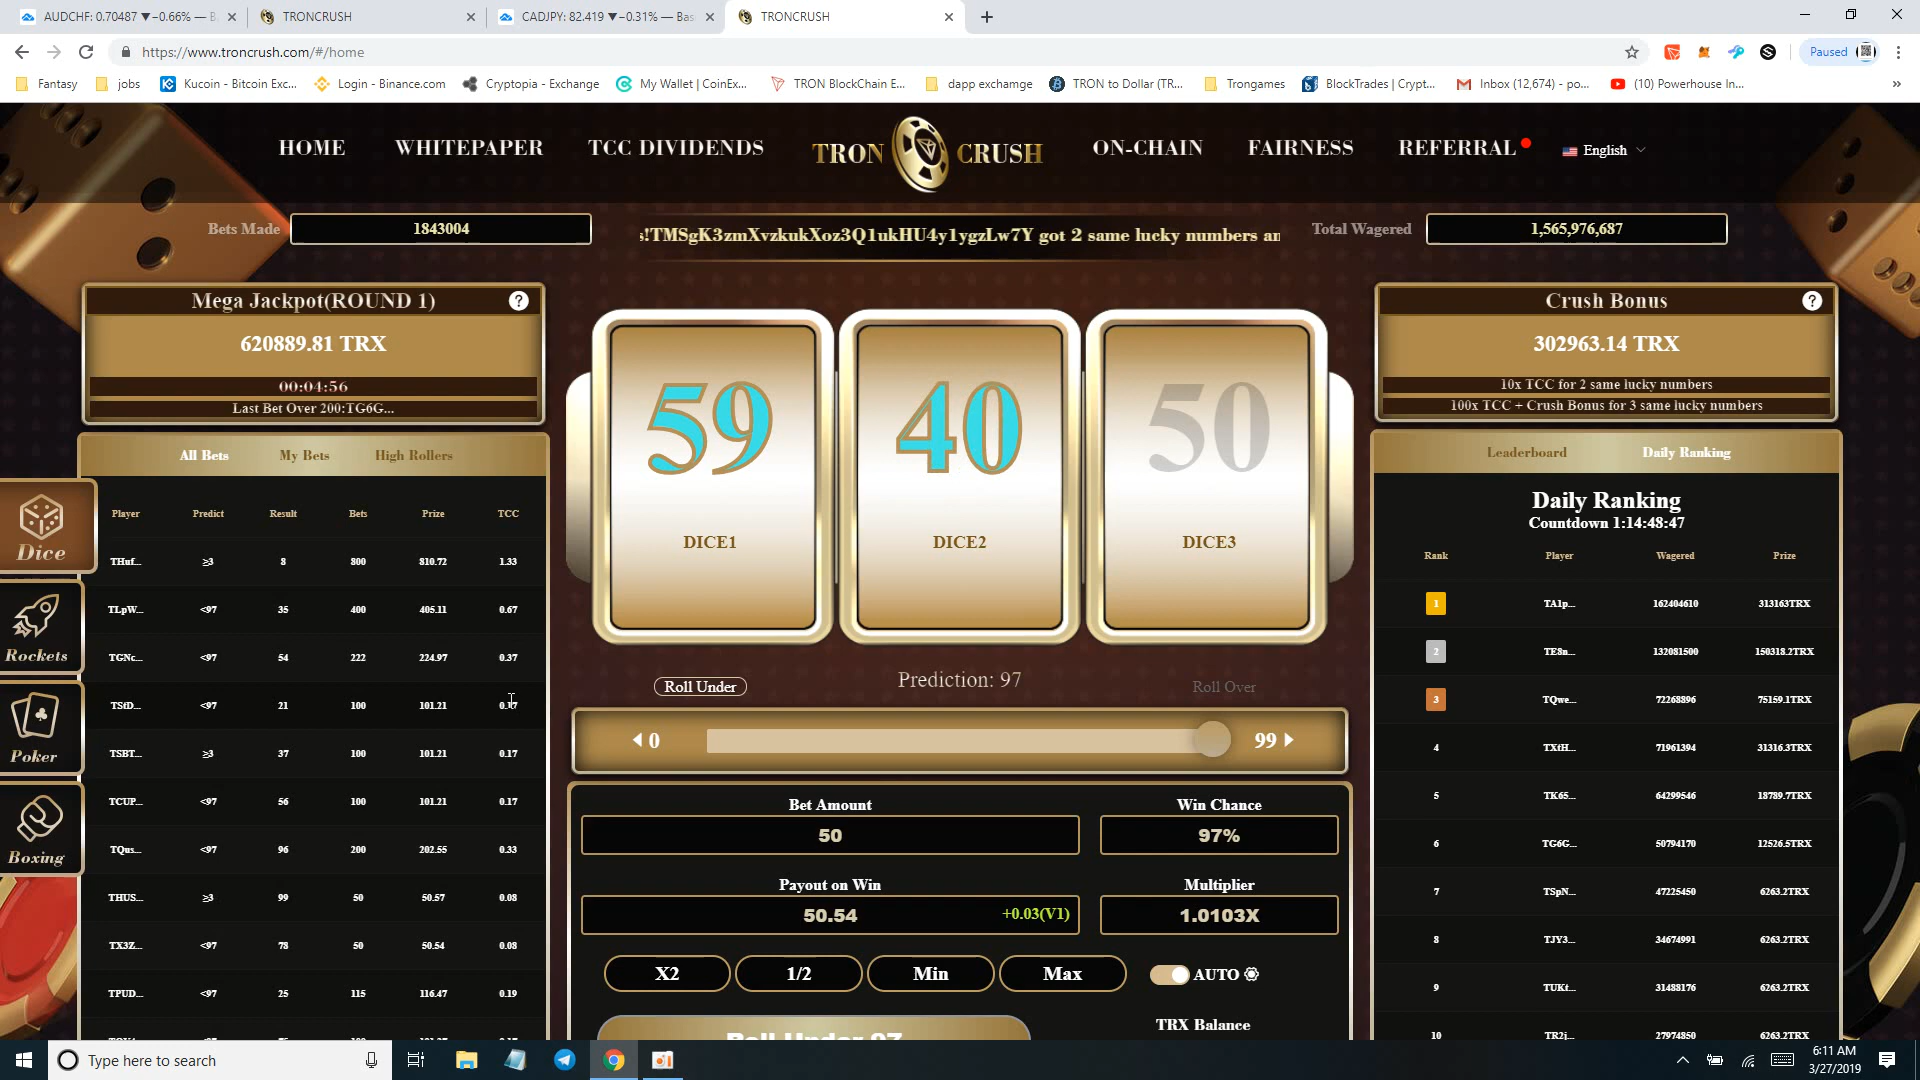 AUDCHF: 0.70487 ▼−0.66% — B
TRONCRUSH
CADJPY: 82.419 ▼−0.31% — Bas
TRONCRUSH
https://www.troncrush.com/#/home
Paused
Fantasy
jobs
Kucoin - Bitcoin Exc...
Login - Binance.com
Cryptopia - Exchange
My Wallet | CoinEx...
TRON BlockChain E...
dapp exchamge
TRON to Dollar (TR...
Trongames
BlockTrades | Crypt...
Inbox (12,674) - po...
(10) Powerhouse In...
»
HOME
WHITEPAPER
TCC DIVIDENDS
TRON CRUSH
ON-CHAIN
FAIRNESS
REFERRAL
English
Bets Made 1843004
s!TMSgK3zmXvzkukXoz3Q1ukHU4y1ygzLw7Y got 2 same lucky numbers an
Total Wagered 1,565,976,687
Mega Jackpot(ROUND 1) ?
620889.81 TRX
00:04:56
Last Bet Over 200:TG6G...
Crush Bonus ?
302963.14 TRX
10x TCC for 2 same lucky numbers
100x TCC + Crush Bonus for 3 same lucky numbers
Dice
Rockets
Poker
Boxing
All Bets My Bets High Rollers
Player Predict Result Bets Prize TCC
THuf... ≥3 8 800 810.72 1.33
TLpW... <97 35 400 405.11 0.67
TGNc... <97 54 222 224.97 0.37
TStD... <97 21 100 101.21 0.17
TSBT... ≥3 37 100 101.21 0.17
TCUP... <97 56 100 101.21 0.17
TQus... <97 96 200 202.55 0.33
THUS... ≥3 99 50 50.57 0.08
TX3Z... <97 78 50 50.54 0.08
TPUD... <97 25 115 116.47 0.19
59
DICE1
40
DICE2
50
DICE3
Roll Under
Prediction: 97
Roll Over
0
99
Bet Amount
50
Win Chance
97%
Payout on Win
50.54 +0.03(V1)
Multiplier
1.0103X
X2
1/2
Min
Max
AUTO
Roll Under 97
TRX Balance
Leaderboard Daily Ranking
Daily Ranking
Countdown 1:14:48:47
Rank Player Wagered Prize
1 TA1p... 162404610 313163TRX
2 TE8n... 132081500 150318.2TRX
3 TQwe... 72268896 75159.1TRX
4 TXtH... 71961394 31316.3TRX
5 TK65... 64299546 18789.7TRX
6 TG6G... 50794170 12526.5TRX
7 TSpN... 47225450 6263.2TRX
8 TJY3... 34674991 6263.2TRX
9 TUKt... 31488176 6263.2TRX
10 TR2j... 27974850 6263.2TRX
Type here to search
6:11 AM
3/27/2019